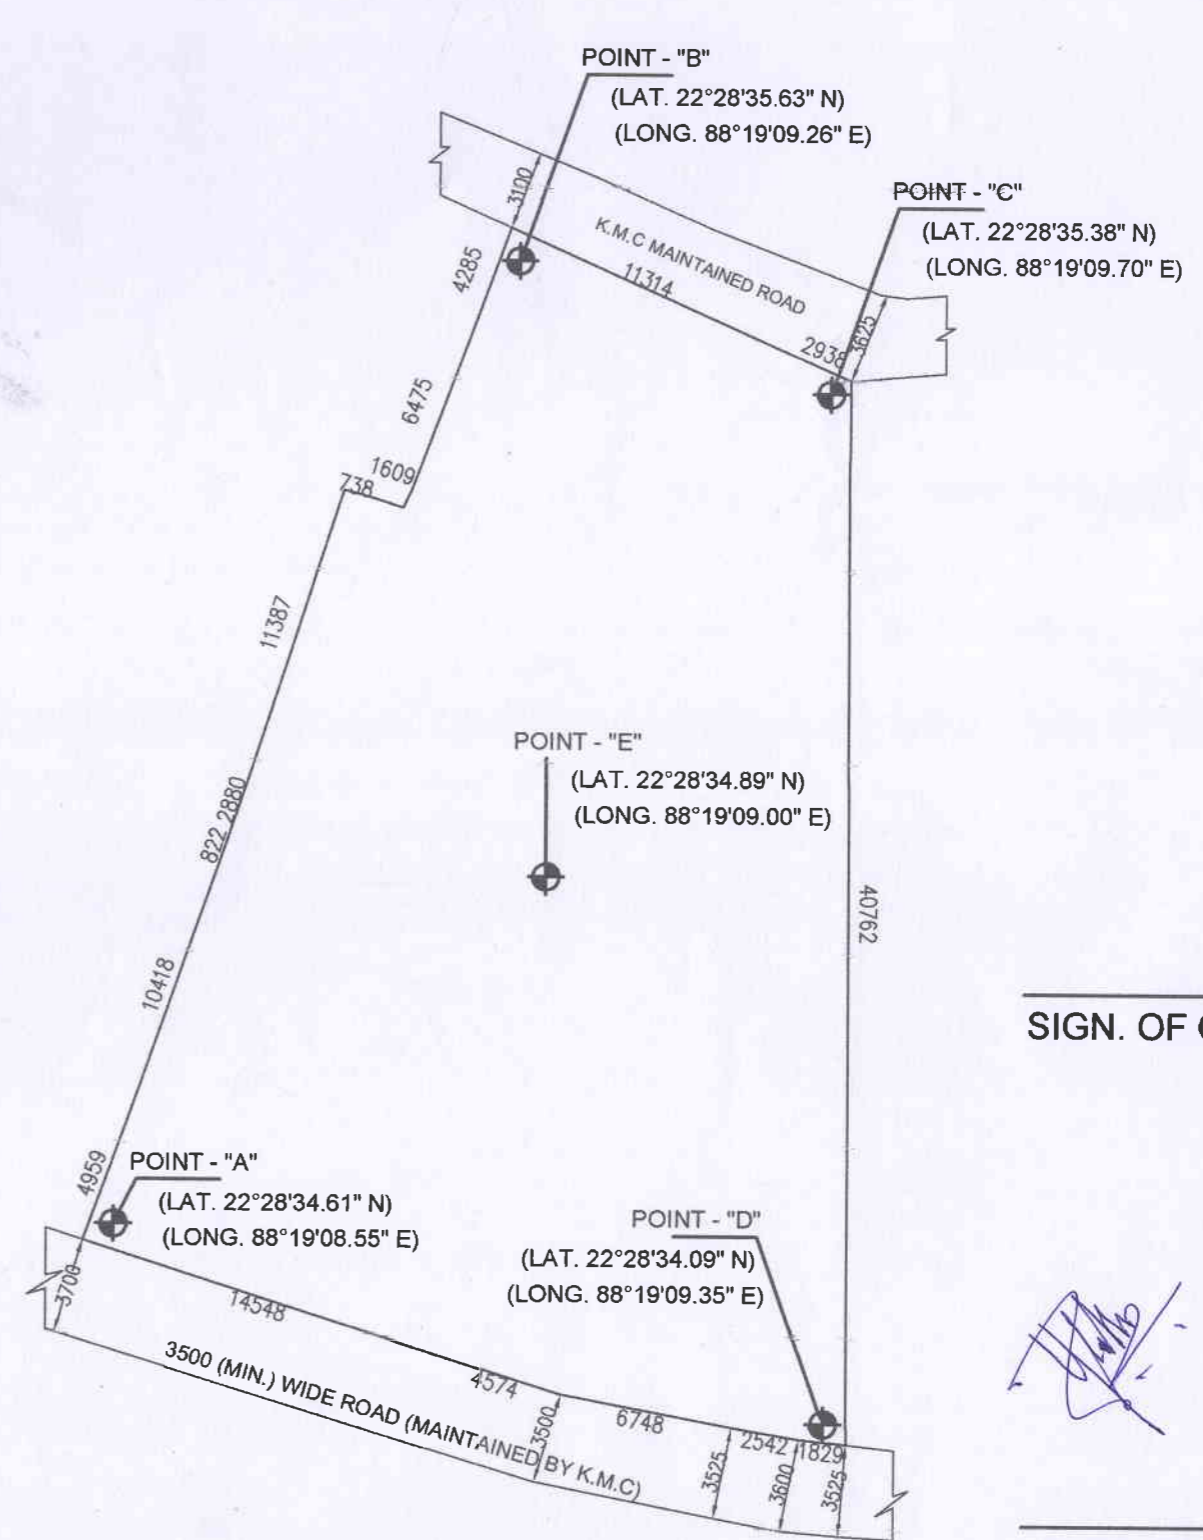 POINT - "B"
(LAT. 22°28'35.63" N)
(LONG. 88°19'09.26" E)
POINT - "C"
(LAT. 22°28'35.38" N)
(LONG. 88°19'09.70" E)
3100
K.M.C MAINTAINED ROAD
4285
11314
2938
3625
6475
1609
738
11387
POINT - "E"
(LAT. 22°28'34.89" N)
(LONG. 88°19'09.00" E)
822 2880
40762
10418
SIGN. OF
4959
POINT - "A"
(LAT. 22°28'34.61" N)
(LONG. 88°19'08.55" E)
POINT - "D"
(LAT. 22°28'34.09" N)
(LONG. 88°19'09.35" E)
3700
14548
3500 (MIN.) WIDE ROAD (MAINTAINED BY K.M.C)
4574
3500
6748
2542
1829
3525
3600
3525